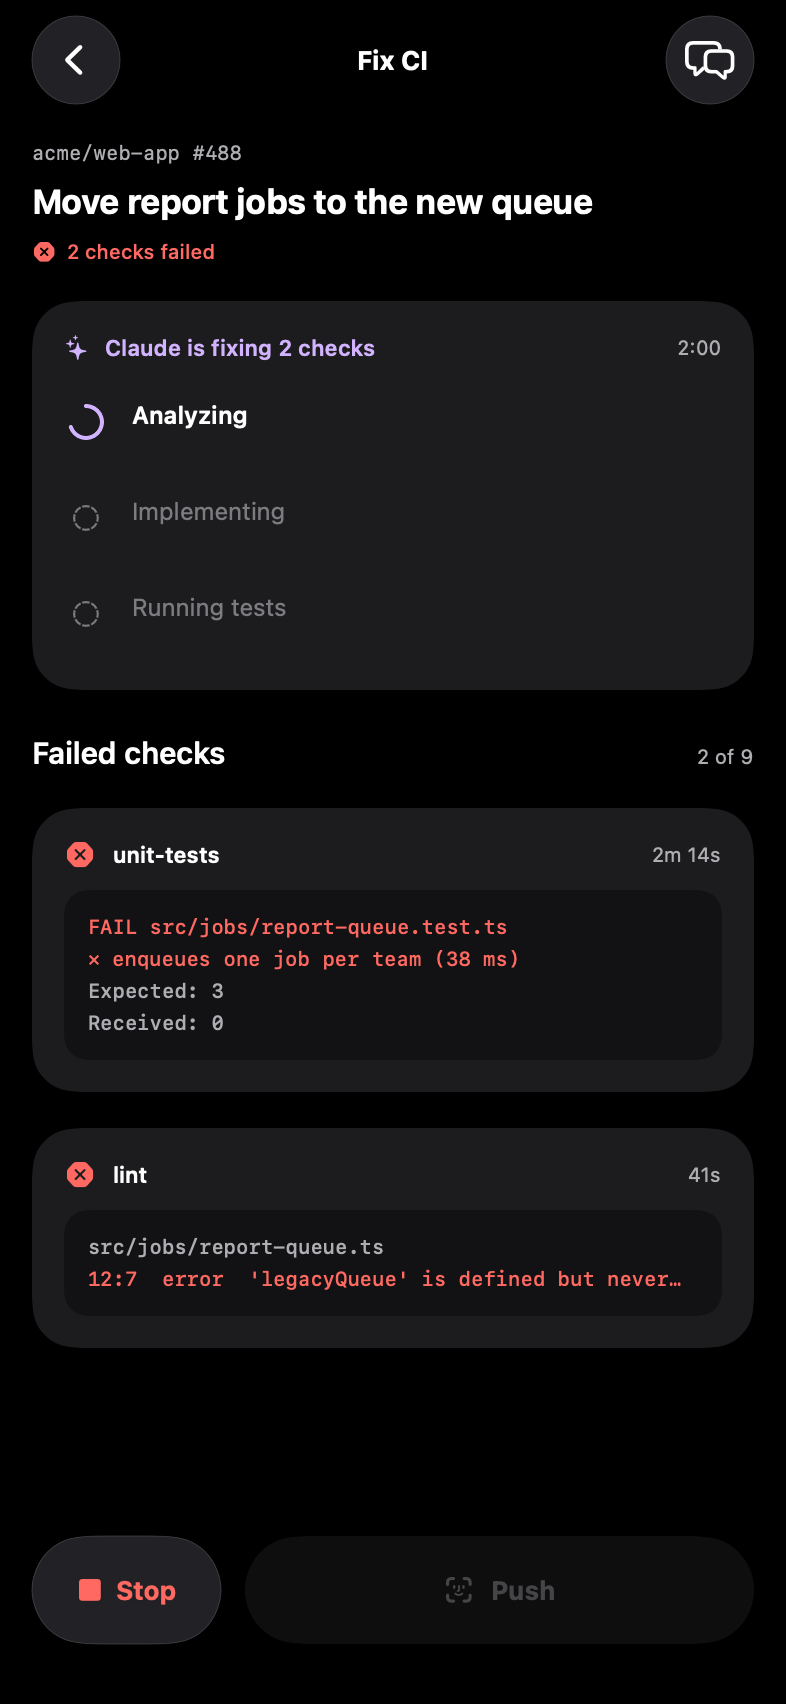 Fix CI
acme/web-app #488
Move report jobs to the new queue
2 checks failed
Claude is fixing 2 checks
2:00
Analyzing
Implementing
Running tests
Failed checks
2 of 9
unit-tests
2m 14s
FAIL src/jobs/report-queue.test.ts
× enqueues one job per team (38 ms)
Expected: 3
Received: 0
lint
41s
src/jobs/report-queue.ts
12:7  error  'legacyQueue' is defined but never…
Stop
Push